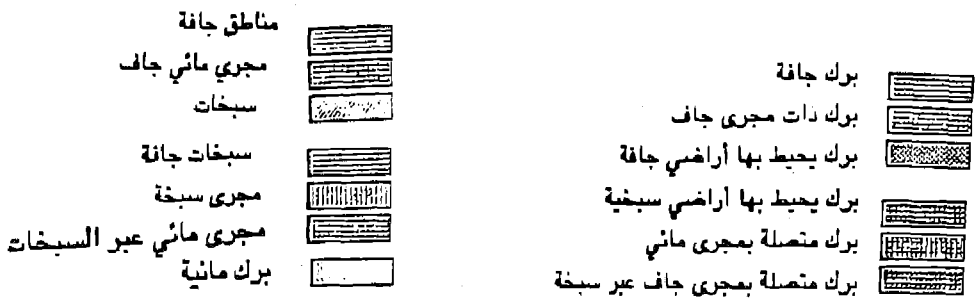 برك جافة
برك ذات مجرى جاف
برك يحيط بها أراضي جافة
برك يحيط بها أراضي سبخية
برك متصلة بمجرى مائي
برك متصلة بمجرى جاف عبر سبخة
مناطق جافة
مجري مائي جاف
سبخات
سبخات جافة
مجرى سبخة
مجرى مائي عبر السبخات
برك مائية